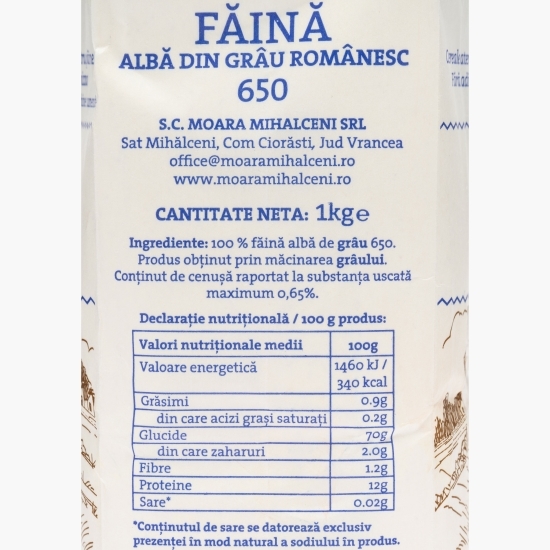 FĂINĂ
ALBĂ DIN GRÂU ROMÂNESC
650
S.C. MOARA MIHALCENI SRL
Sat Mihălceni, Com Ciorăsti, Jud Vrancea
office@moaramihalceni.ro
www.moaramihalceni.ro
CANTITATE NETA: 1kg℮
Ingrediente: 100 % făină albă de grâu 650.
Produs obținut prin măcinarea grâului.
Conținut de cenușă raportat la substanța uscată
maximum 0,65%.
Declarație nutrițională / 100 g produs:
Valori nutriționale medii 100g
Valoare energetică 1460 kJ /
340 kcal
Grăsimi 0.9g
din care acizi grași saturați 0.2g
Glucide 70g
din care zaharuri 2.0g
Fibre 1.2g
Proteine 12g
Sare* 0.02g
*Conținutul de sare se datorează exclusiv
prezenței în mod natural a sodiului în produs.